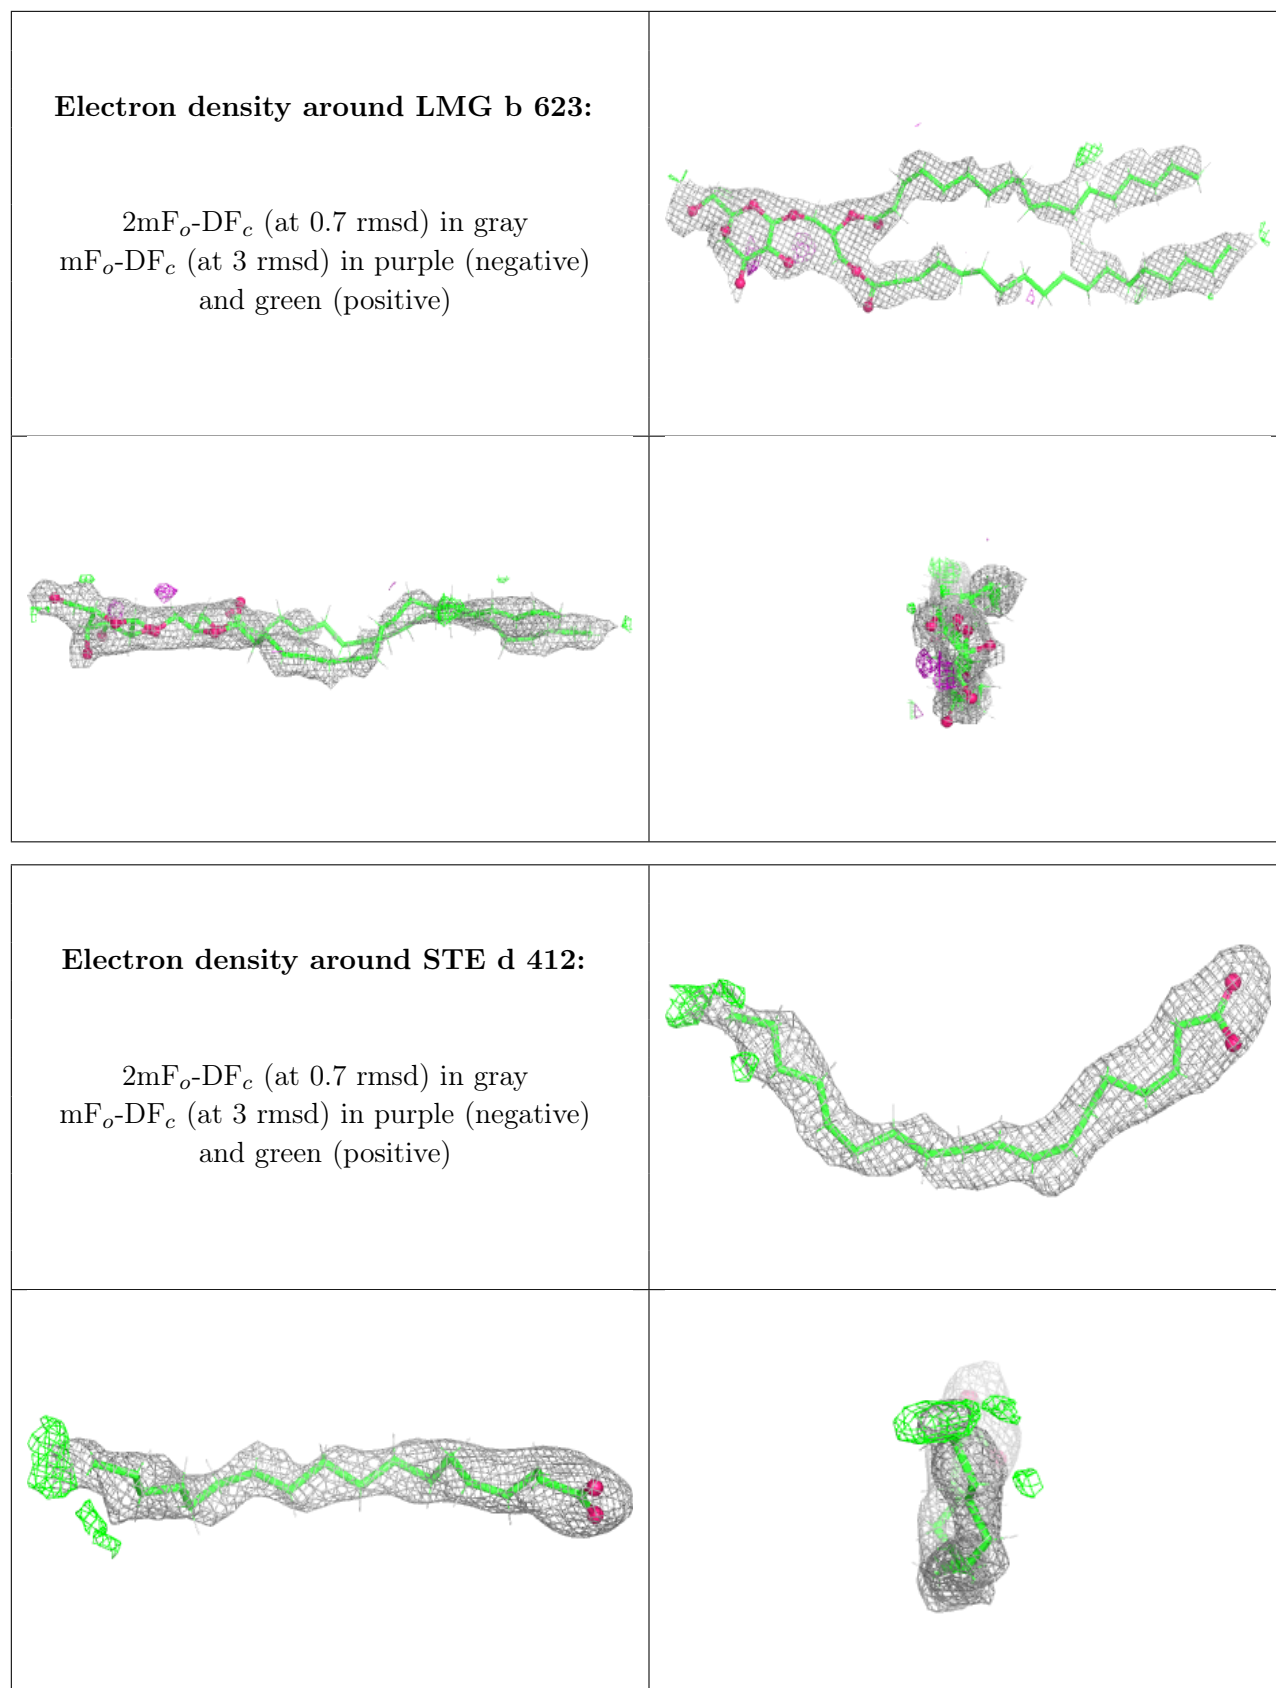 Electron density around LMG b 623:
2mFₒ-DF𝒸 (at 0.7 rmsd) in gray
mFₒ-DF𝒸 (at 3 rmsd) in purple (negative)
and green (positive)
Electron density around STE d 412:
2mFₒ-DF𝒸 (at 0.7 rmsd) in gray
mFₒ-DF𝒸 (at 3 rmsd) in purple (negative)
and green (positive)